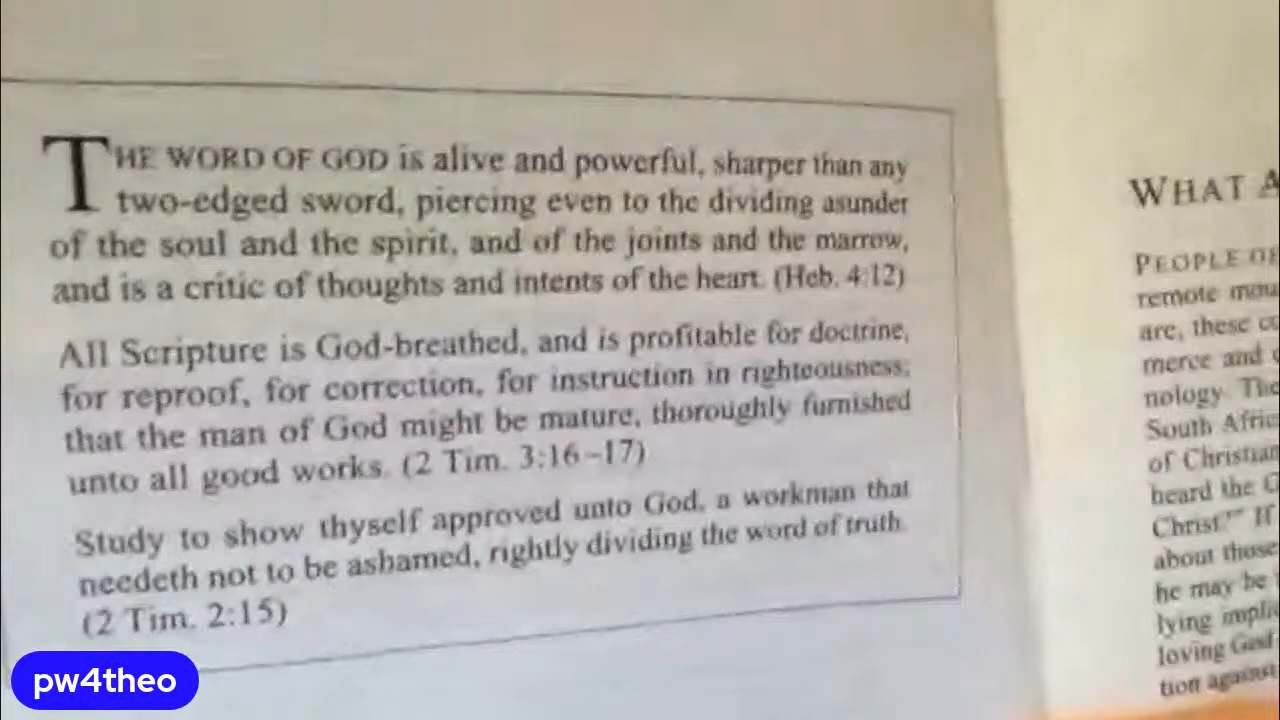 THE WORD OF GOD is alive and powerful, sharper than any
two-edged sword, piercing even to the dividing asunder
of the soul and the spirit, and of the joints and the marrow,
and is a critic of thoughts and intents of the heart. (Heb. 4:12)
All Scripture is God-breathed, and is profitable for doctrine,
for reproof, for correction, for instruction in righteousness,
that the man of God might be mature, thoroughly furnished
unto all good works. (2 Tim. 3:16–17)
Study to show thyself approved unto God, a workman that
needeth not to be ashamed, rightly dividing the word of truth.
(2 Tim. 2:15)
WHAT
PEOPLE
remote
are, these
merce and
nology.
South
of
heard the
Christ?" If
about those
he may be
lying
loving God
tion against
pw4theo